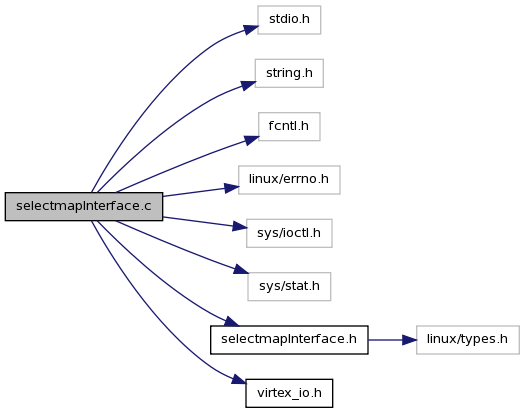 stdio.h
string.h
fcntl.h
linux/errno.h
selectmapInterface.c
sys/ioctl.h
sys/stat.h
selectmapInterface.h
linux/types.h
virtex_io.h